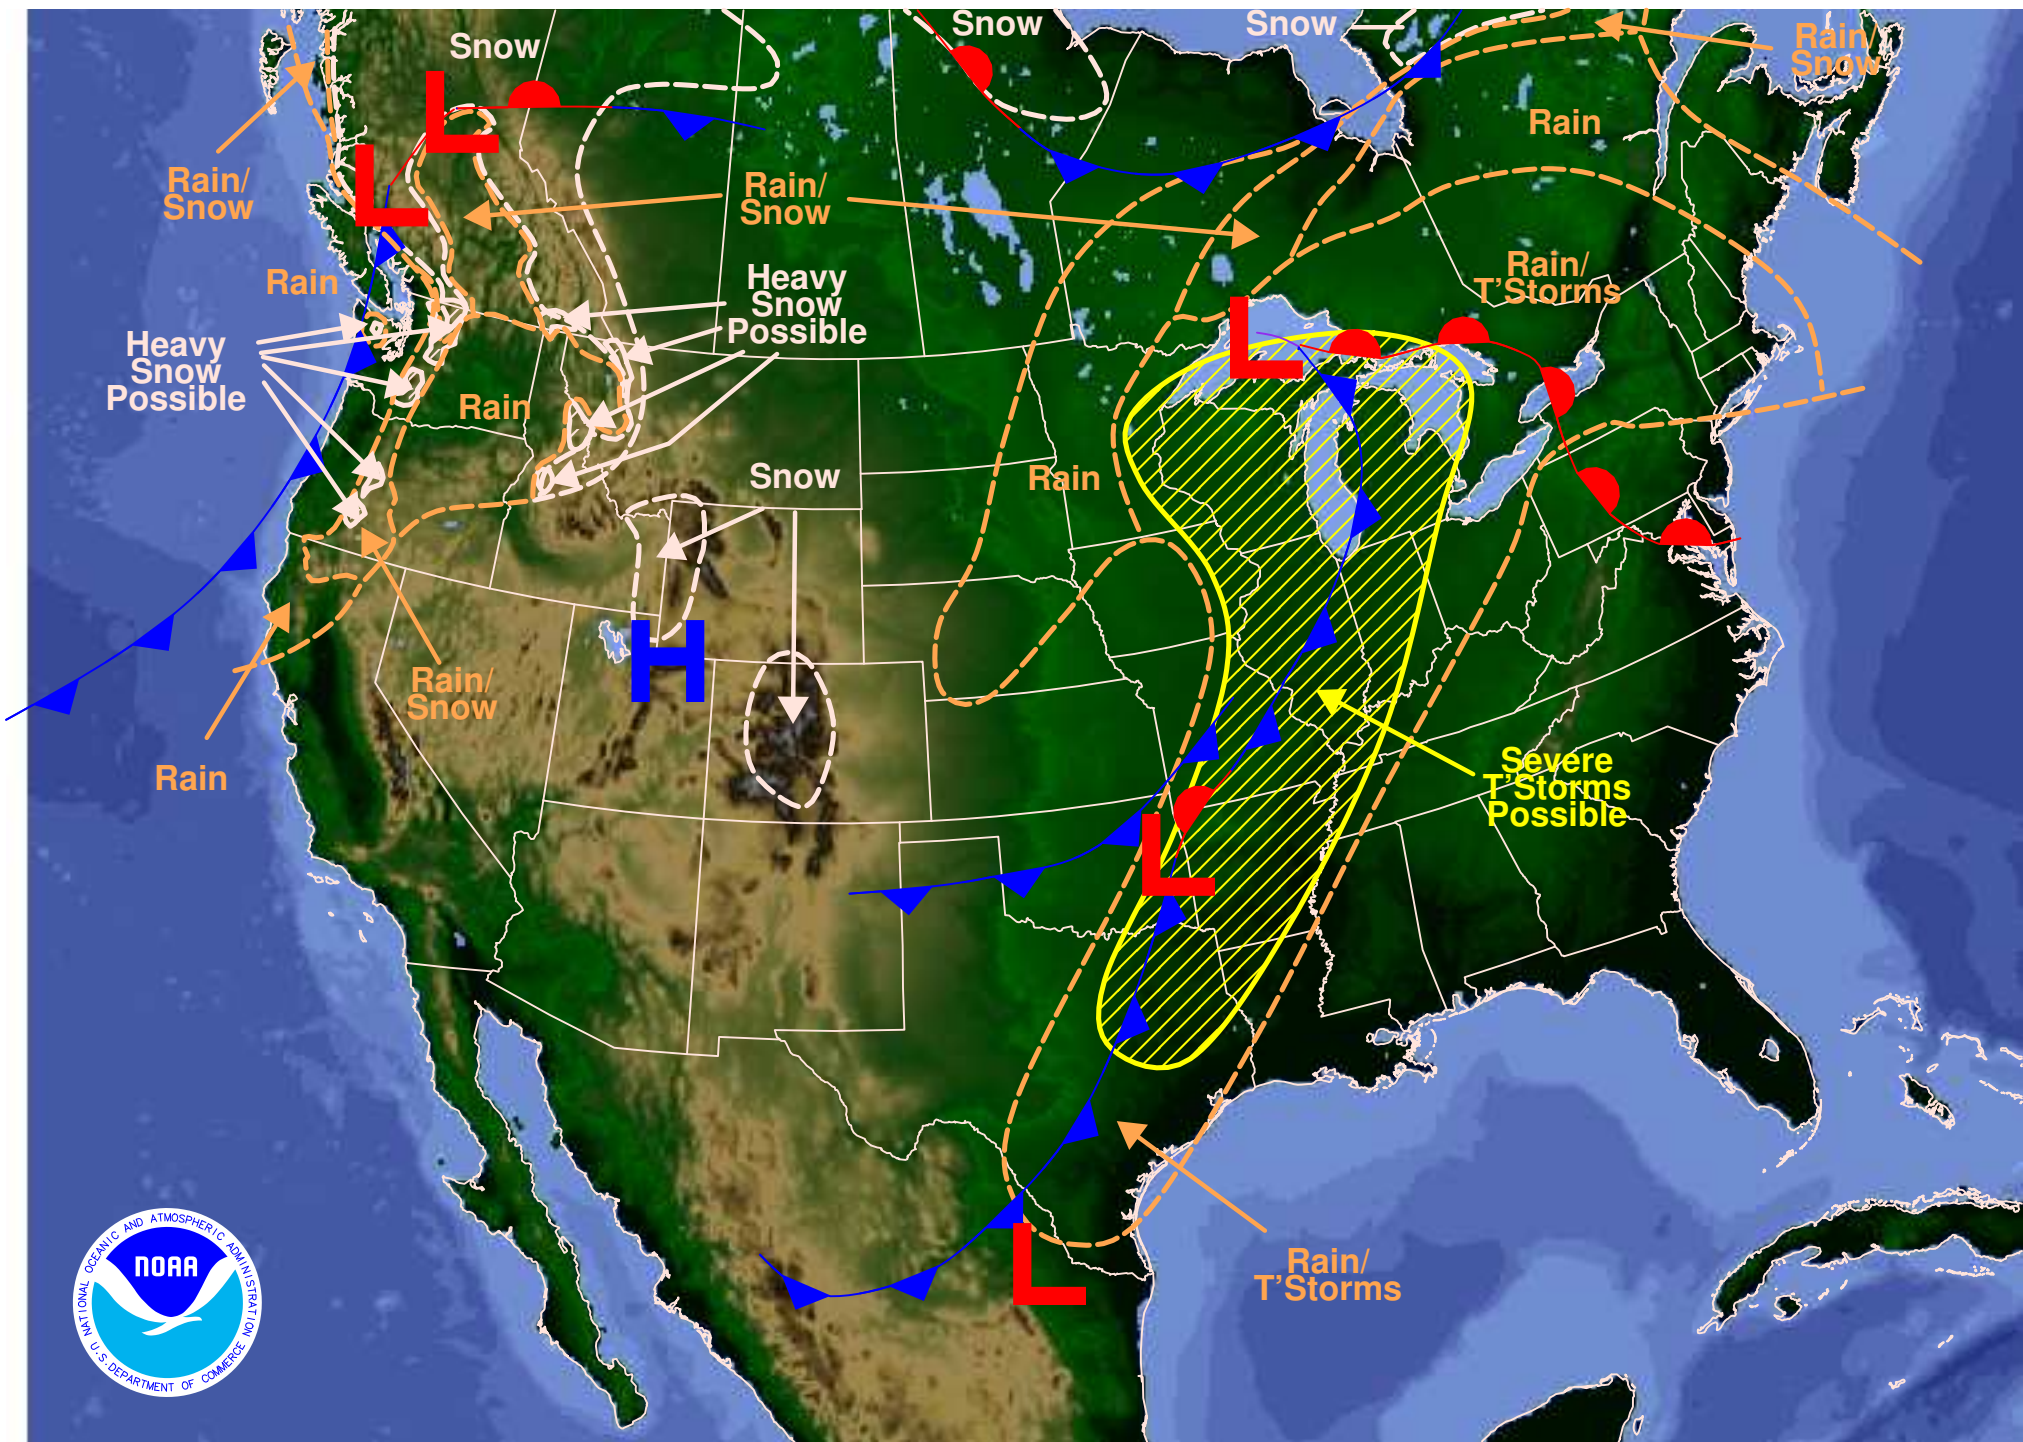 Snow
Snow
Snow
Rain/
Snow
L
Rain
L
Rain/
Snow
Rain/
Snow
Rain
Heavy
Snow
Possible
Rain/
T'Storms
Heavy
Snow
Possible
L
Rain
Snow
Rain
H
Rain/
Snow
Rain
Severe
T'Storms
Possible
L
L
Rain/
T'Storms
NATIONAL OCEANIC AND ATMOSPHERIC ADMINISTRATION
NOAA
U.S. DEPARTMENT OF COMMERCE